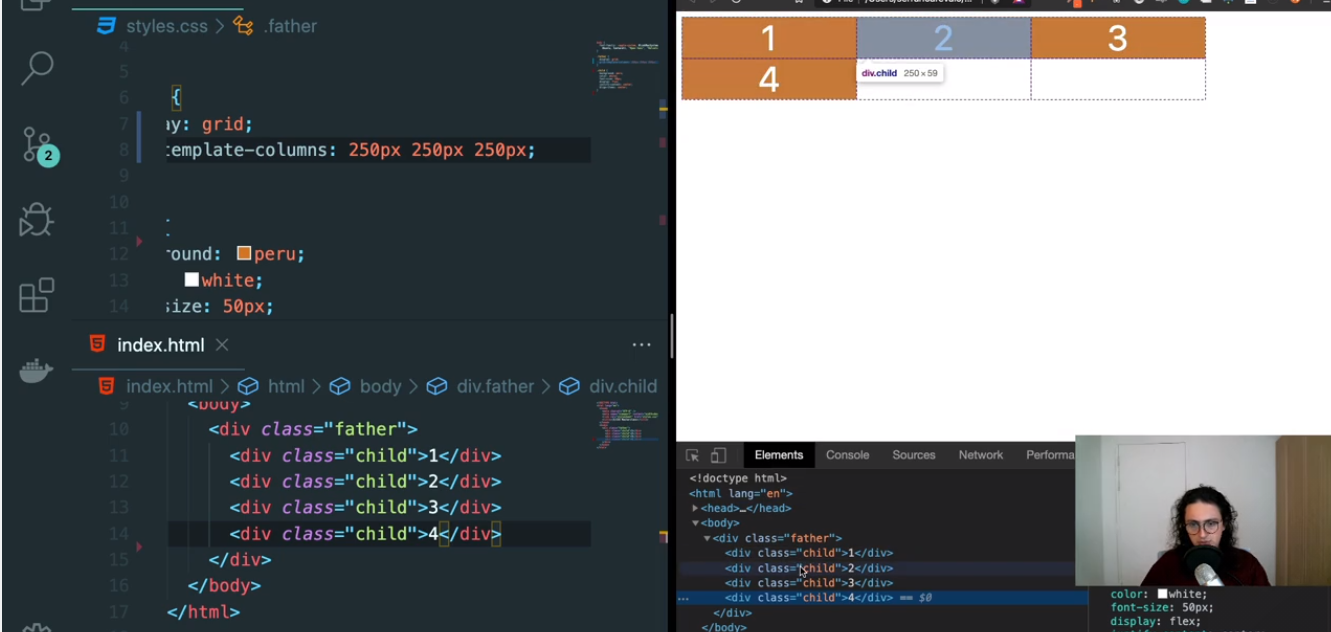 styles.css > .father
4
5
6 {
7 ay: grid;
8 template-columns: 250px 250px 250px;
9
10
11
12 round: peru;
13 white;
14 size: 50px;
2
index.html ×
···
index.html > html > body > div.father > div.child
9 <body>
10 <div class="father">
11 <div class="child">1</div>
12 <div class="child">2</div>
13 <div class="child">3</div>
14 <div class="child">4</div>
15 </div>
16 </body>
17 </html>
1 2 3
4
div.child 250×59
Elements Console Sources Network Performa
<!doctype html>
<html lang="en">
<head>…</head>
<body>
<div class="father">
<div class="child">1</div>
<div class="child">2</div>
<div class="child">3</div>
<div class="child">4</div> == $0
</div>
</body>
color: white;
font-size: 50px;
display: flex;